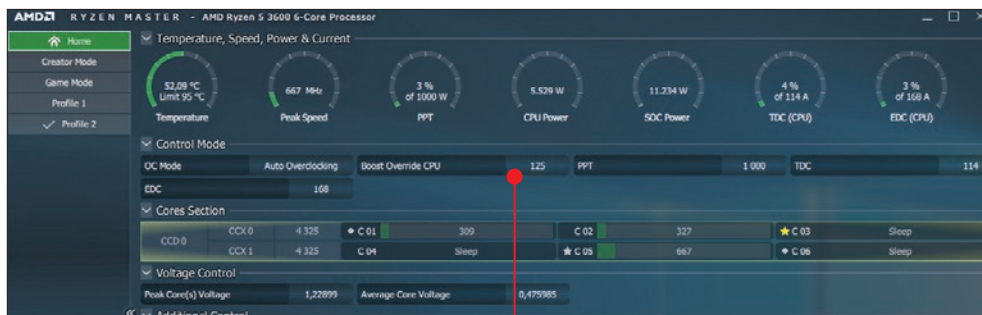 AMD RYZEN MASTER - AMD Ryzen 5 3600 6-Core Processor
Home
Creator Mode
Game Mode
Profile 1
Profile 2
Temperature, Speed, Power & Current
52,09 °C
Limit 95 °C
Temperature
667 MHz
Peak Speed
3 %
of 1000 W
PPT
5.529 W
CPU Power
11.234 W
SOC Power
4 %
of 114 A
TDC (CPU)
3 %
of 168 A
EDC (CPU)
Control Mode
OC Mode Auto Overclocking Boost Override CPU 125 PPT 1 000 TDC 114
EDC 168
Cores Section
CCD 0
CCX 0 4 325 C 01 309 C 02 327 C 03 Sleep
CCX 1 4 325 C 04 Sleep C 05 667 C 06 Sleep
Voltage Control
Peak Core(s) Voltage 1,22899 Average Core Voltage 0,475985
Additional Control